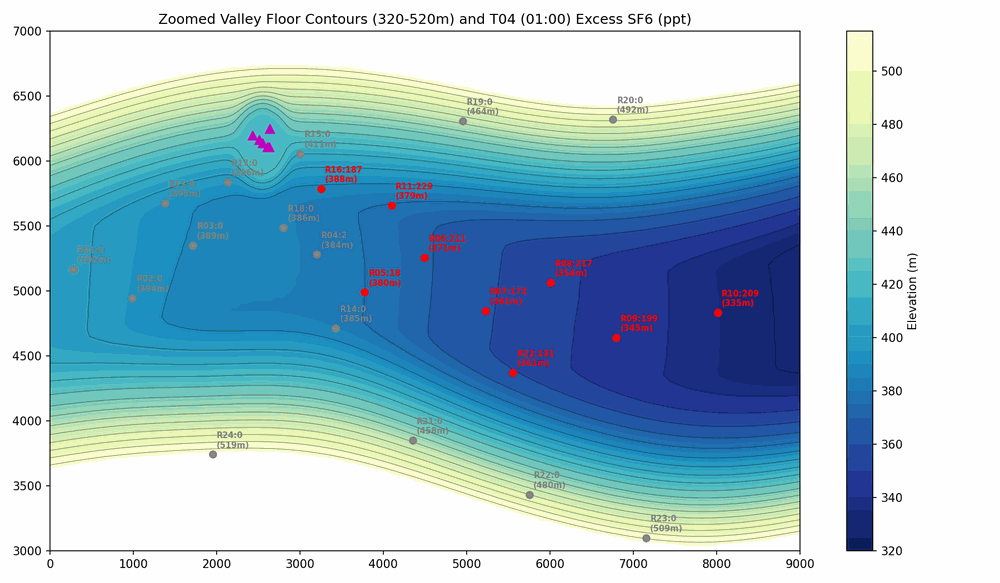 Zoomed Valley Floor Contours (320-520m) and T04 (01:00) Excess SF6 (ppt)
7000
6500
6000
5500
5000
4500
4000
3500
3000
0
1000
2000
3000
4000
5000
6000
7000
8000
9000
R19:0
(464m)
R20:0
(492m)
R15:0
(411m)
R16:187
(388m)
R11:229
(379m)
R03:0
(389m)
R18:0
(386m)
R04:2
(384m)
R05:18
(380m)
R02:0
(394m)
R14:0
(385m)
R09:199
(345m)
R10:209
(335m)
R24:0
(519m)
R21:0
(458m)
R22:0
(480m)
R23:0
(509m)
500
480
460
440
420
400
380
360
340
320
Elevation (m)